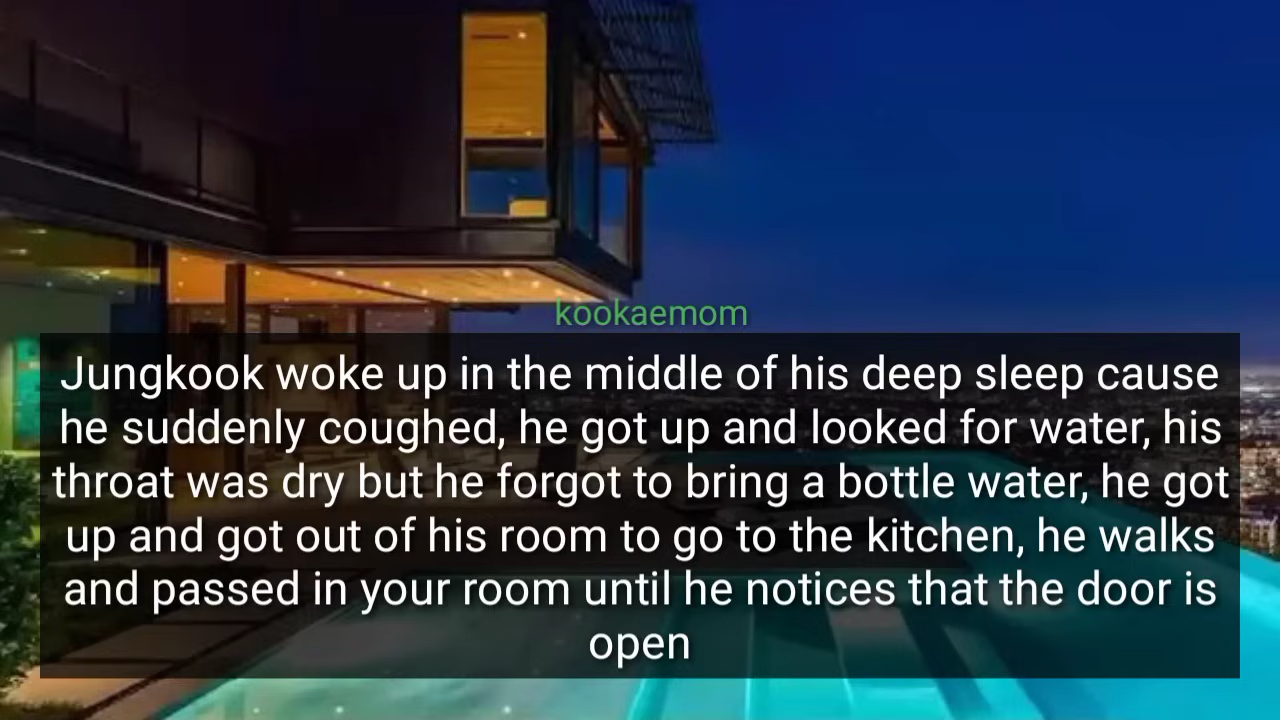 kookaemom
Jungkook woke up in the middle of his deep sleep cause
he suddenly coughed, he got up and looked for water, his
throat was dry but he forgot to bring a bottle water, he got
up and got out of his room to go to the kitchen, he walks
and passed in your room until he notices that the door is
open